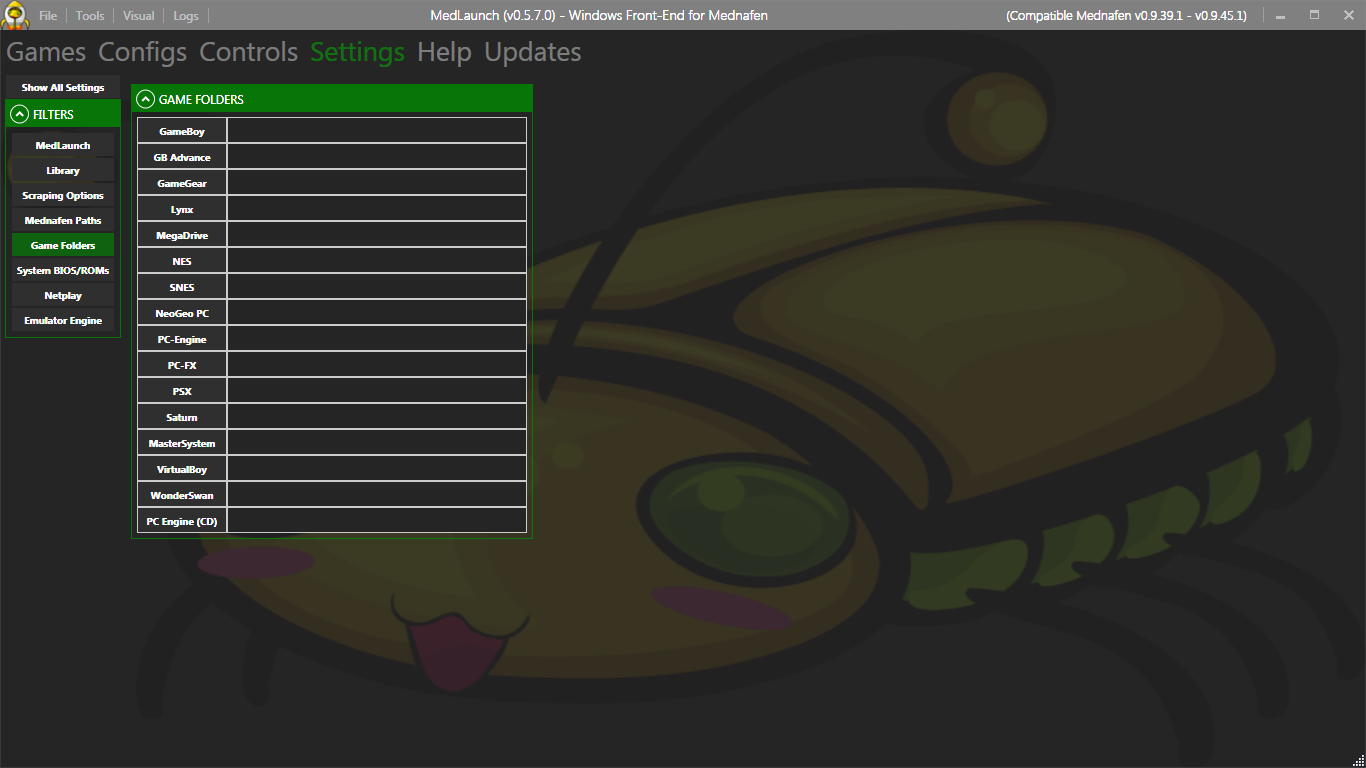 File Tools Visual Logs MedLaunch (v0.5.7.0) - Windows Front-End for Mednafen (Compatible Mednafen v0.9.39.1 - v0.9.45.1)
Games Configs Controls Settings Help Updates
Show All Settings
FILTERS
MedLaunch
Library
Scraping Options
Mednafen Paths
Game Folders
System BIOS/ROMs
Netplay
Emulator Engine
GAME FOLDERS
GameBoy
GB Advance
GameGear
Lynx
MegaDrive
NES
SNES
NeoGeo PC
PC-Engine
PC-FX
PSX
Saturn
MasterSystem
VirtualBoy
WonderSwan
PC Engine (CD)